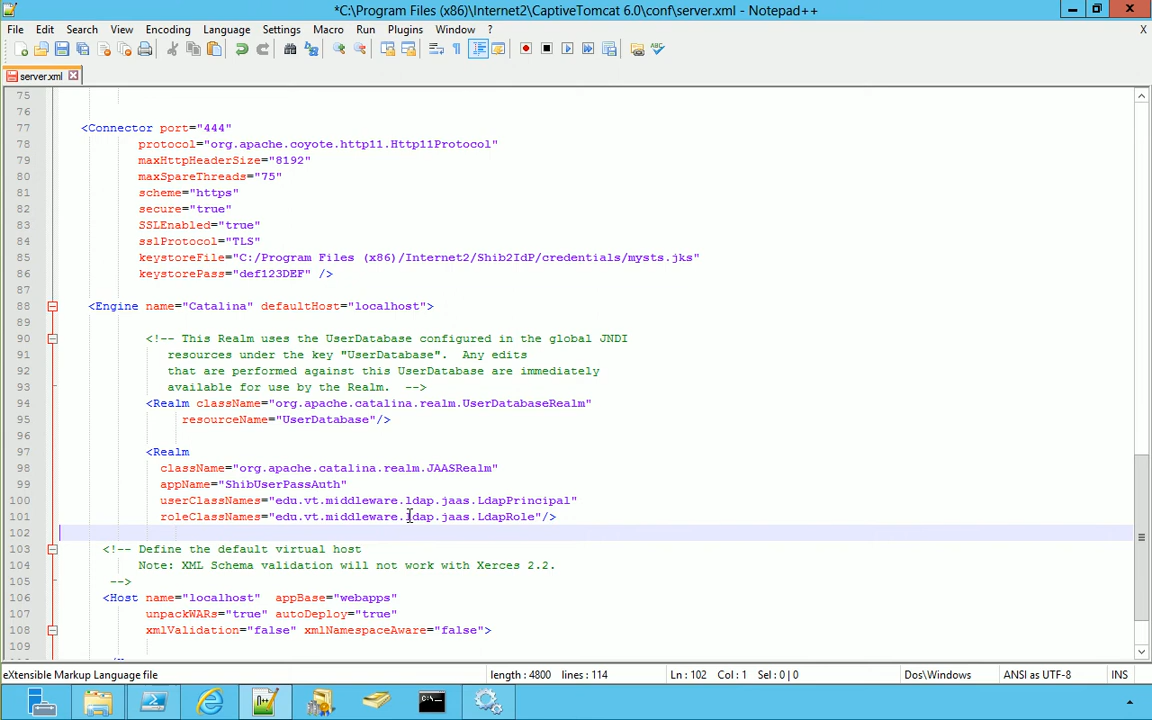 *C:\Program Files (x86)\Internet2\CaptiveTomcat 6.0\conf\server.xml - Notepad++
File Edit Search View Encoding Language Settings Macro Run Plugins Window ? X
server.xml
75
76
77 <Connector port="444"
78 protocol="org.apache.coyote.http11.Http11Protocol"
79 maxHttpHeaderSize="8192"
80 maxSpareThreads="75"
81 scheme="https"
82 secure="true"
83 SSLEnabled="true"
84 sslProtocol="TLS"
85 keystoreFile="C:/Program Files (x86)/Internet2/Shib2IdP/credentials/mysts.jks"
86 keystorePass="def123DEF" />
87
88 <Engine name="Catalina" defaultHost="localhost">
89
90 <!-- This Realm uses the UserDatabase configured in the global JNDI
91 resources under the key "UserDatabase". Any edits
92 that are performed against this UserDatabase are immediately
93 available for use by the Realm. -->
94 <Realm className="org.apache.catalina.realm.UserDatabaseRealm"
95 resourceName="UserDatabase"/>
96
97 <Realm
98 className="org.apache.catalina.realm.JAASRealm"
99 appName="ShibUserPassAuth"
100 userClassNames="edu.vt.middleware.ldap.jaas.LdapPrincipal"
101 roleClassNames="edu.vt.middleware.ldap.jaas.LdapRole"/>
102
103 <!-- Define the default virtual host
104 Note: XML Schema validation will not work with Xerces 2.2.
105 -->
106 <Host name="localhost" appBase="webapps"
107 unpackWARs="true" autoDeploy="true"
108 xmlValidation="false" xmlNamespaceAware="false">
109
eXtensible Markup Language file length : 4800 lines : 114 Ln : 102 Col : 1 Sel : 0 | 0 Dos\Windows ANSI as UTF-8 INS